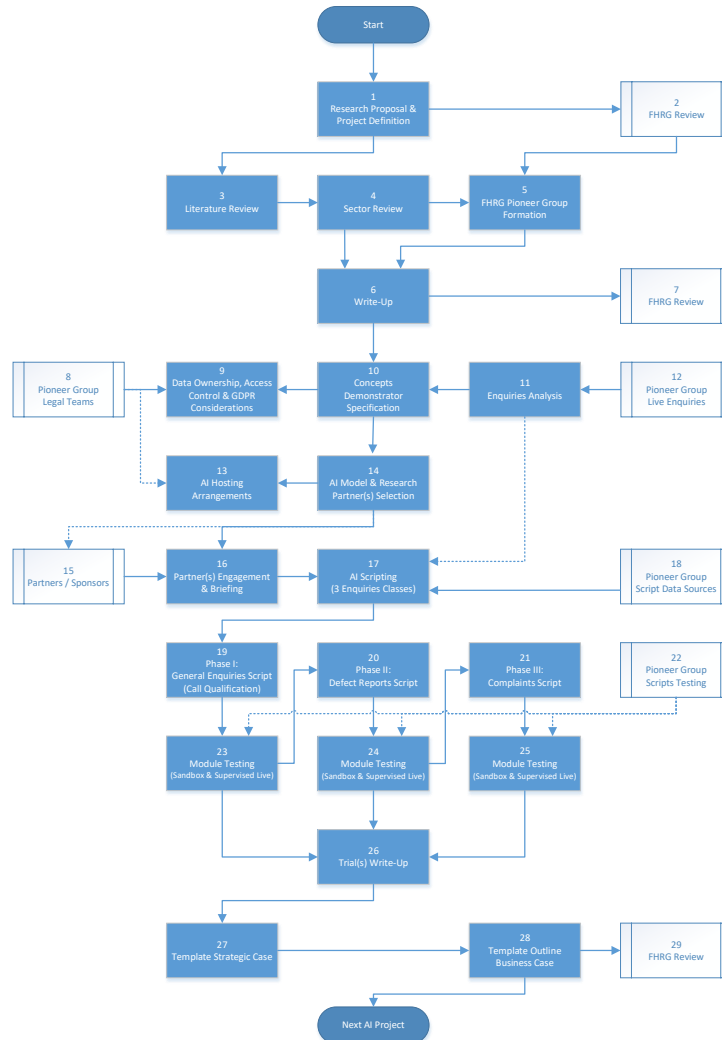 Start
1
Research Proposal &
Project Definition
2
FHRG Review
3
Literature Review
4
Sector Review
5
FHRG Pioneer Group
Formation
6
Write-Up
7
FHRG Review
8
Pioneer Group
Legal Teams
9
Data Ownership, Access
Control & GDPR
Considerations
10
Concepts
Demonstrator
Specification
11
Enquiries Analysis
12
Pioneer Group
Live Enquiries
13
AI Hosting
Arrangements
14
AI Model & Research
Partner(s) Selection
15
Partners / Sponsors
16
Partner(s) Engagement
& Briefing
17
AI Scripting
(3 Enquiries Classes)
18
Pioneer Group
Script Data Sources
19
Phase I:
General Enquiries Script
(Call Qualification)
20
Phase II:
Defect Reports Script
21
Phase III:
Complaints Script
22
Pioneer Group
Scripts Testing
23
Module Testing
(Sandbox & Supervised Live)
24
Module Testing
(Sandbox & Supervised Live)
25
Module Testing
(Sandbox & Supervised Live)
26
Trial(s) Write-Up
27
Template Strategic Case
28
Template Outline
Business Case
29
FHRG Review
Next AI Project